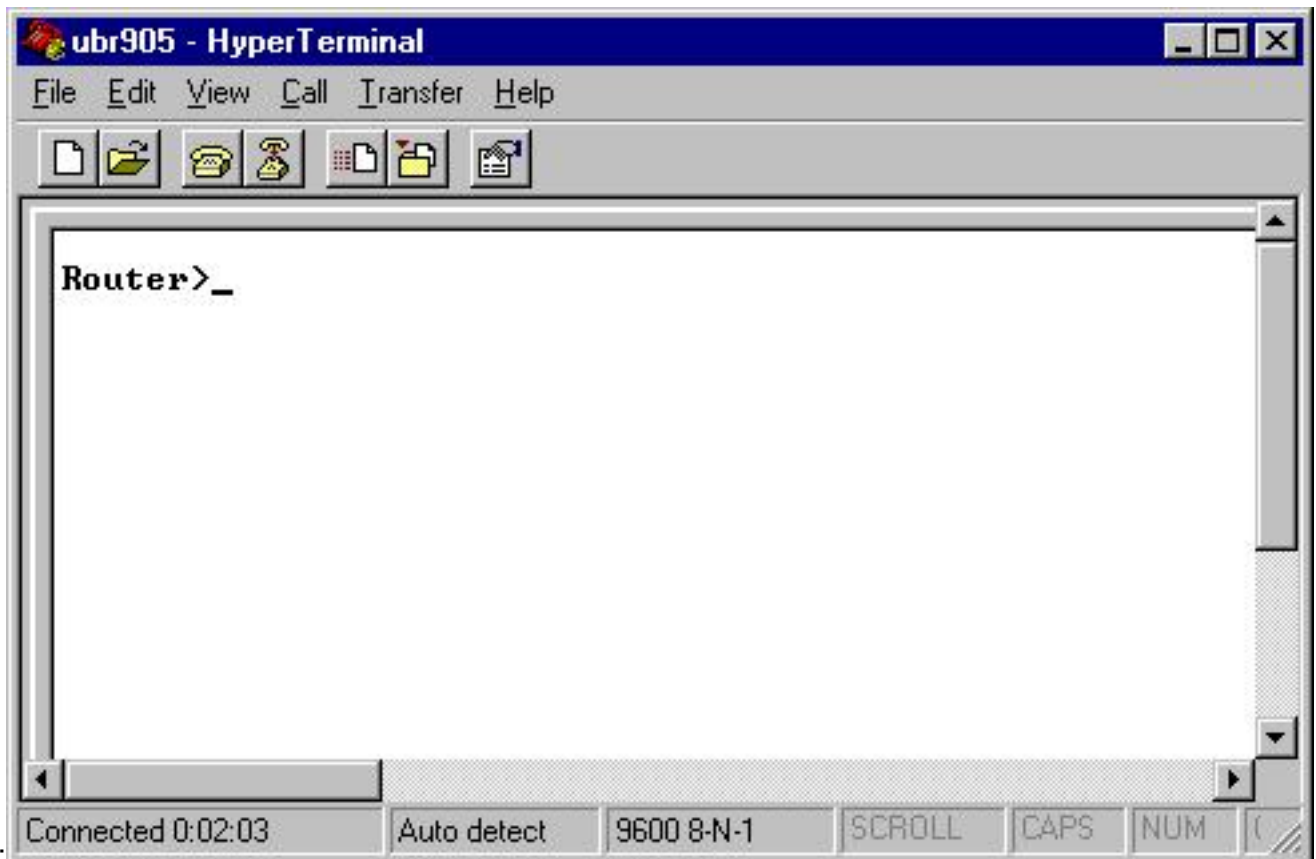 ubr905 - HyperTerminal
File Edit View Call Transfer Help
Router>_
Connected 0:02:03 Auto detect 9600 8-N-1 SCROLL CAPS NUM
.